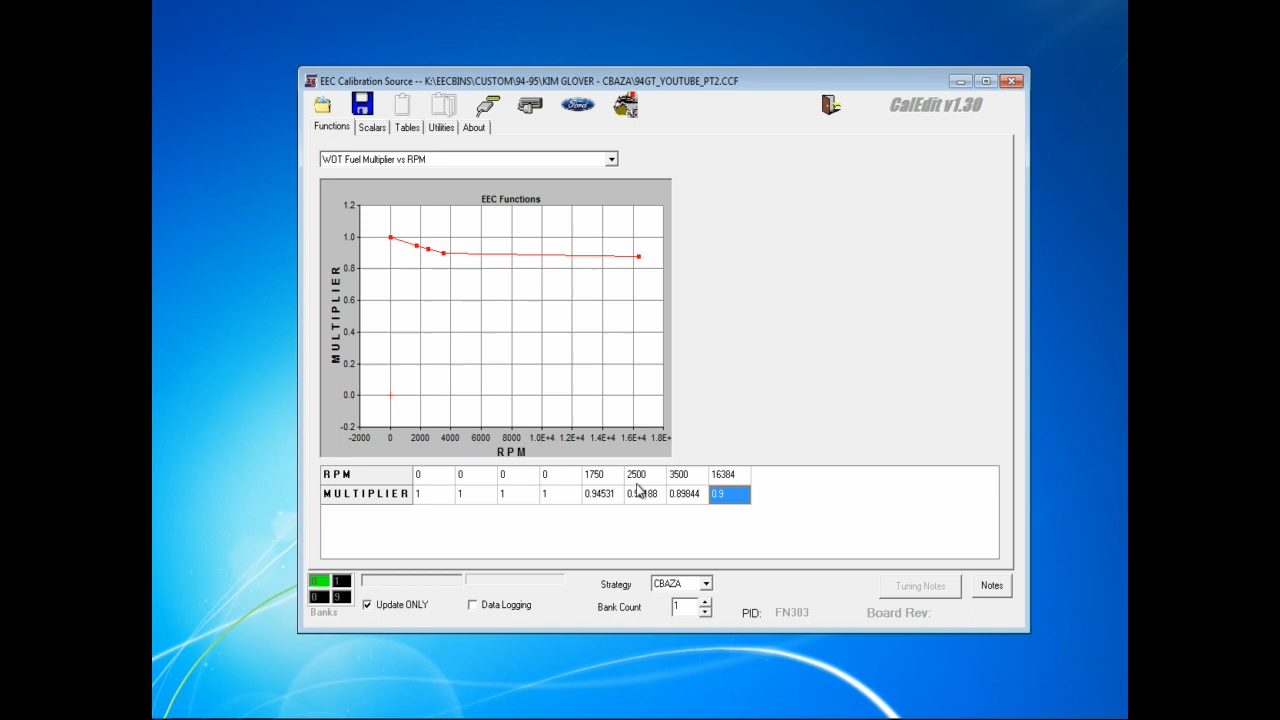 EEC Calibration Source -- K:\EECBINS\CUSTOM\94-95\KIM GLOVER - CBAZA\94GT_YOUTUBE_PT2.CCF
Ford
CalEdit v1.30
Functions Scalars Tables Utilities About
WOT Fuel Multiplier vs RPM
EEC Functions
MULTIPLIER
1.2
1.0
0.8
0.6
0.4
0.2
0.0
-0.2
-2000 0 2000 4000 6000 8000 1.0E+4 1.2E+4 1.4E+4 1.6E+4 1.8E+
RPM
RPM 0 0 0 0 1750 2500 3500 16384
MULTIPLIER 1 1 1 1 0.94531 0.89844 0.9
8 1
0 9
Banks
Update ONLY
Data Logging
Strategy CBAZA
Bank Count 1
PID: FN303
Tuning Notes
Notes
Board Rev: